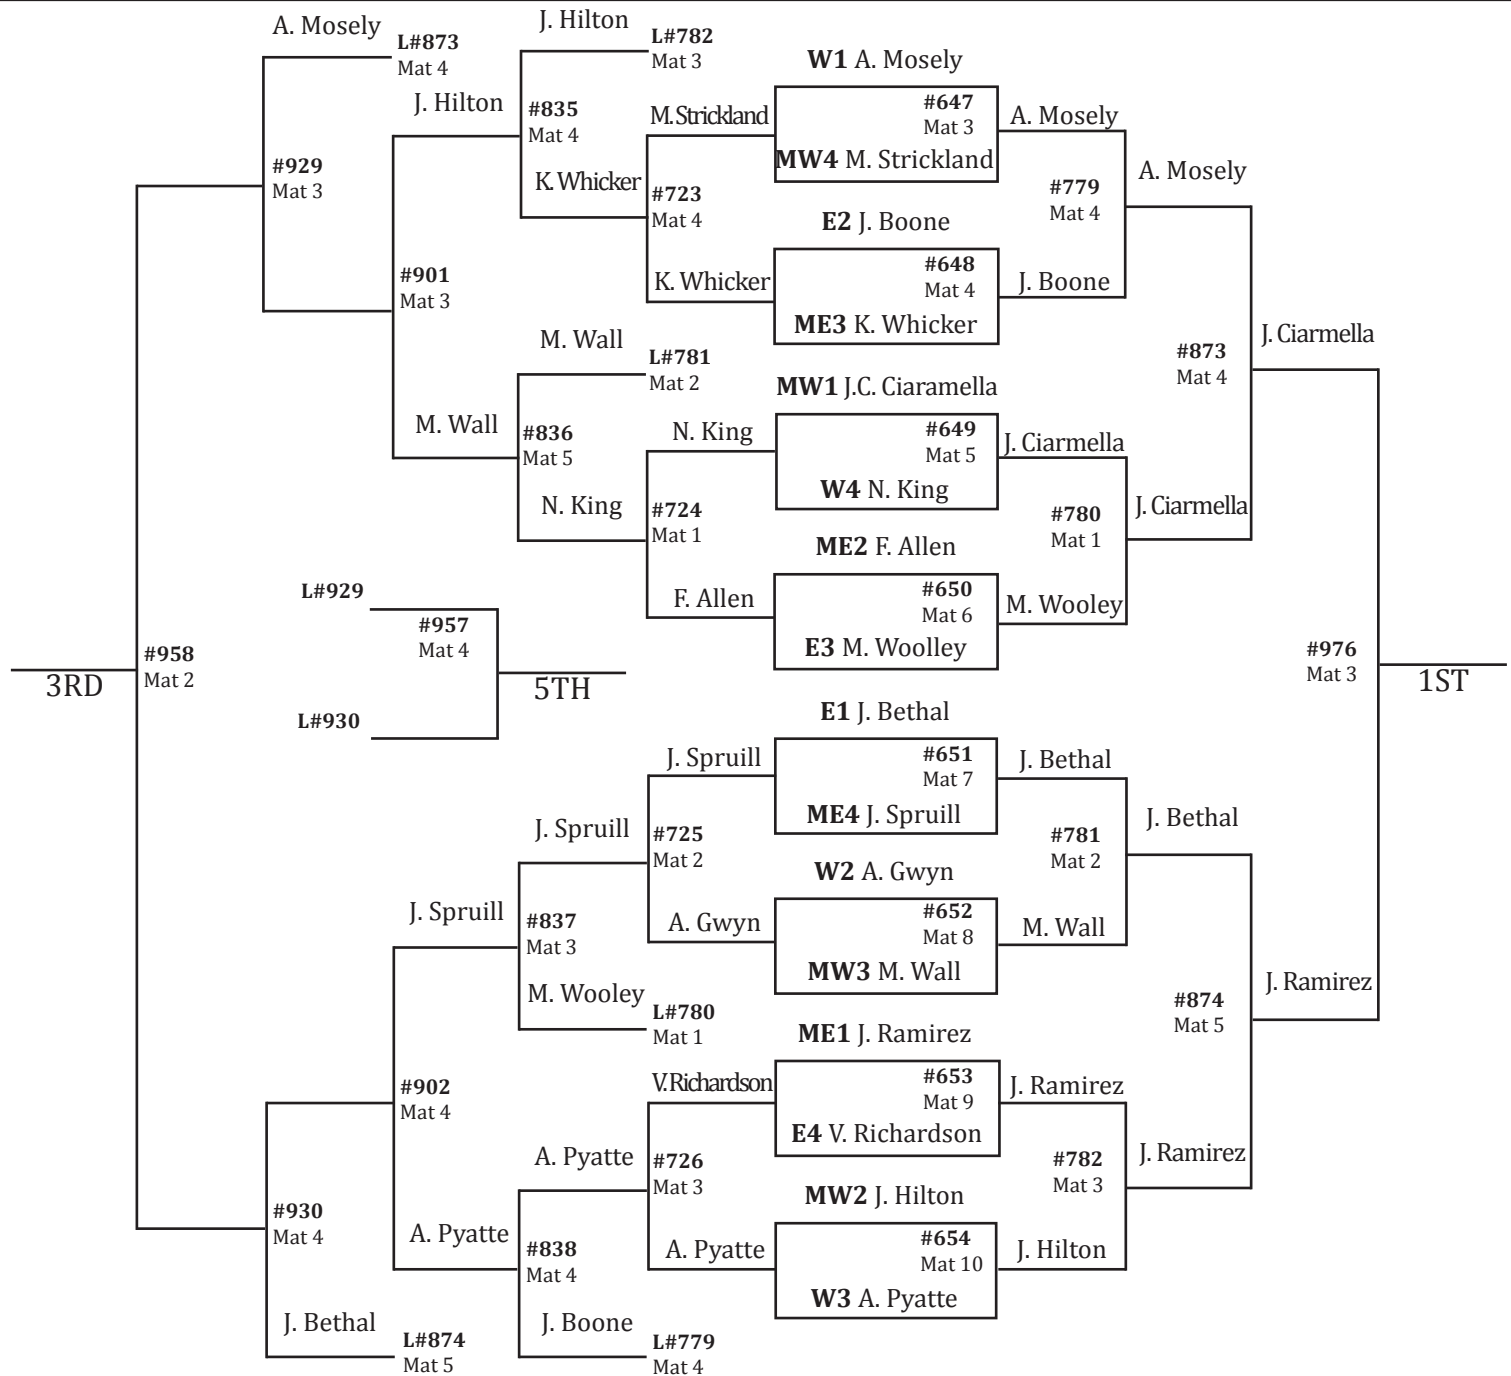 A. Mosely
L#873
Mat 4
#929
Mat 3
J. Hilton
J. Hilton
L#782
Mat 3
#835
Mat 4
K. Whicker
#901
Mat 3
M. Strickland
#723
Mat 4
K. Whicker
W1 A. Mosely
#647
Mat 3
MW4 M. Strickland
A. Mosely
E2 J. Boone
#648
Mat 4
ME3 K. Whicker
J. Boone
#779
Mat 4
A. Mosely
M. Wall
L#781
Mat 2
M. Wall
#836
Mat 5
N. King
N. King
#724
Mat 1
F. Allen
MW1 J.C. Ciaramella
#649
Mat 5
W4 N. King
J. Ciarmella
ME2 F. Allen
#650
Mat 6
E3 M. Woolley
M. Wooley
#780
Mat 1
J. Ciarmella
#873
Mat 4
J. Ciarmella
L#929
#957
Mat 4
L#930
5TH
3RD
#958
Mat 2
#976
Mat 3
1ST
E1 J. Bethal
#651
Mat 7
ME4 J. Spruill
J. Spruill
J. Bethal
J. Spruill
#725
Mat 2
A. Gwyn
W2 A. Gwyn
#652
Mat 8
MW3 M. Wall
M. Wall
#781
Mat 2
J. Bethal
J. Spruill
#837
Mat 3
M. Wooley
L#780
Mat 1
#874
Mat 5
J. Ramirez
ME1 J. Ramirez
#653
Mat 9
E4 V. Richardson
V. Richardson
J. Ramirez
#902
Mat 4
A. Pyatte
#726
Mat 3
A. Pyatte
MW2 J. Hilton
#654
Mat 10
W3 A. Pyatte
J. Hilton
#782
Mat 3
J. Ramirez
#930
Mat 4
A. Pyatte
#838
Mat 4
J. Boone
L#779
Mat 4
J. Bethal
L#874
Mat 5